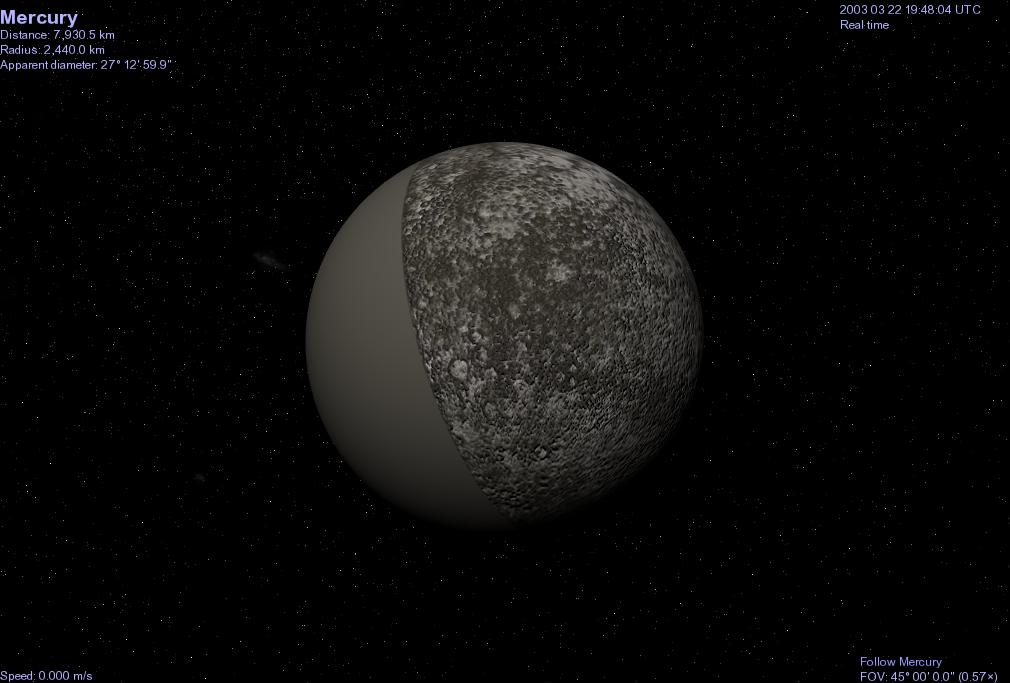 Mercury
Distance: 7,930.5 km
Radius: 2,440.0 km
Apparent diameter: 27° 12' 59.9"
2003 03 22 19:48:04 UTC
Real time
Speed: 0.000 m/s
Follow Mercury
FOV: 45° 00' 0.0" (0.57×)